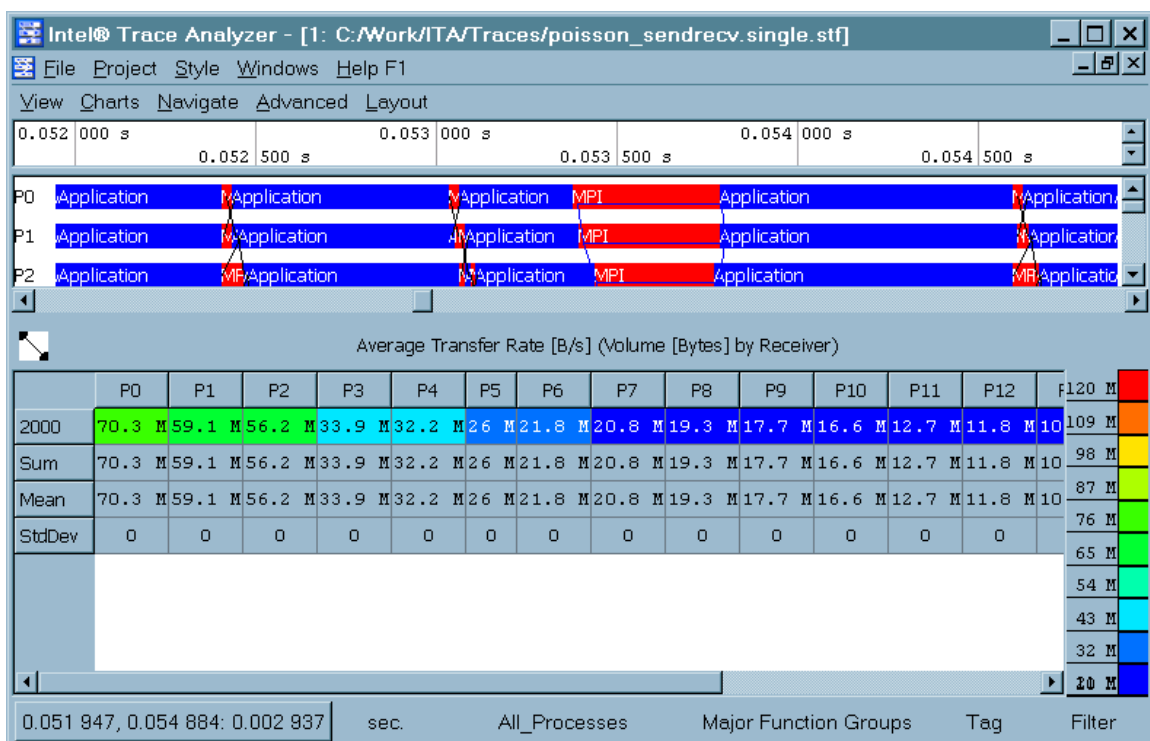 Intel® Trace Analyzer - [1: C:/Work/ITA/Traces/poisson_sendrecv.single.stf]
File Project Style Windows Help F1
View Charts Navigate Advanced Layout
0.052 000 s 0.053 000 s 0.054 000 s
0.052 500 s 0.053 500 s 0.054 500 s
P0 Application Application Application MPI Application Application
P1 Application Application Application MPI Application Application
P2 Application Application Application MPI Application
Average Transfer Rate [B/s] (Volume [Bytes] by Receiver)
P0 P1 P2 P3 P4 P5 P6 P7 P8 P9 P10 P11 P12
2000 70.3 M 59.1 M 56.2 M 33.9 M 32.2 M 26 M 21.8 M 20.8 M 19.3 M 17.7 M 16.6 M 12.7 M 11.8 M 10
Sum 70.3 M 59.1 M 56.2 M 33.9 M 32.2 M 26 M 21.8 M 20.8 M 19.3 M 17.7 M 16.6 M 12.7 M 11.8 M 10
Mean 70.3 M 59.1 M 56.2 M 33.9 M 32.2 M 26 M 21.8 M 20.8 M 19.3 M 17.7 M 16.6 M 12.7 M 11.8 M 10
StdDev 0 0 0 0 0 0 0 0 0 0 0 0 0
120 M
109 M
98 M
87 M
76 M
65 M
54 M
43 M
32 M
0.051 947, 0.054 884: 0.002 937 sec. All_Processes Major Function Groups Tag Filter